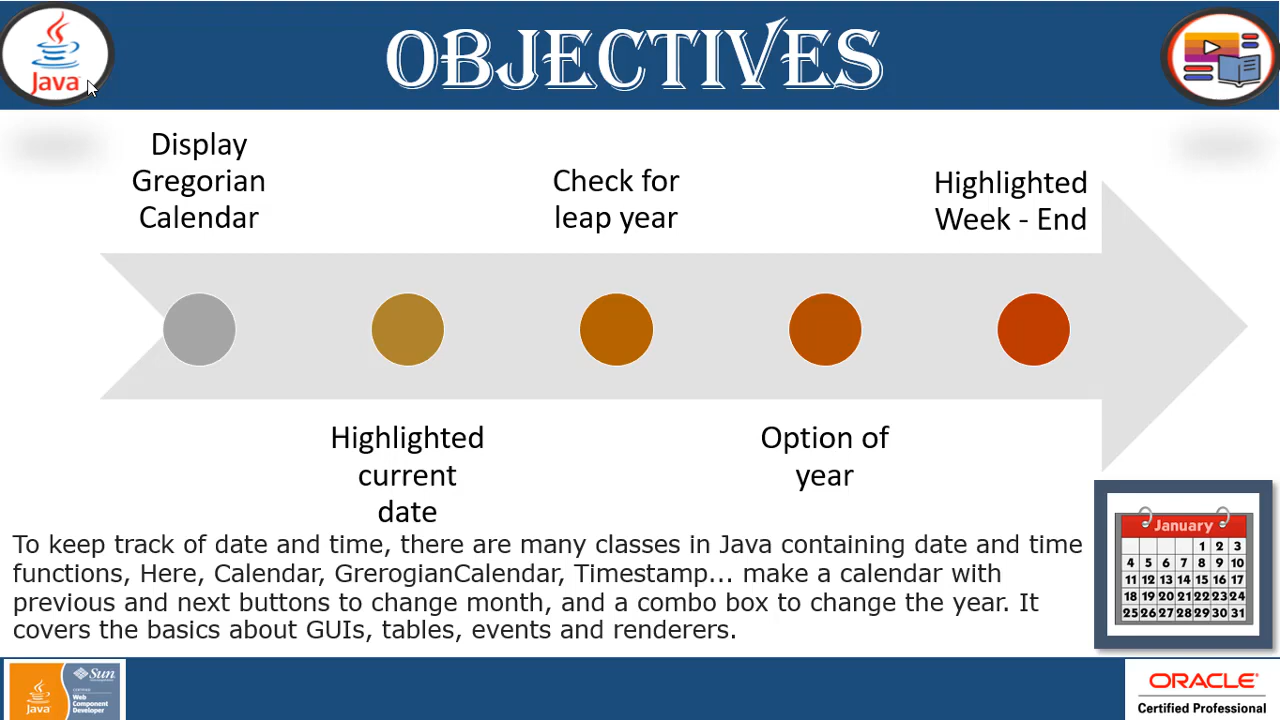 OBJECTIVES
Java
Display
Gregorian
Calendar
Highlighted
current
date
Check for
leap year
Option of
year
Highlighted
Week - End
To keep track of date and time, there are many classes in Java containing date and time
functions, Here, Calendar, GrerogianCalendar, Timestamp... make a calendar with
previous and next buttons to change month, and a combo box to change the year. It
covers the basics about GUIs, tables, events and renderers.
January
1 2 3
4 5 6 7 8 9 10
11 12 13 14 15 16 17
18 19 20 21 22 23 24
25 26 27 28 29 30 31
Java
Sun
Web
Component
Developer
ORACLE
Certified Professional